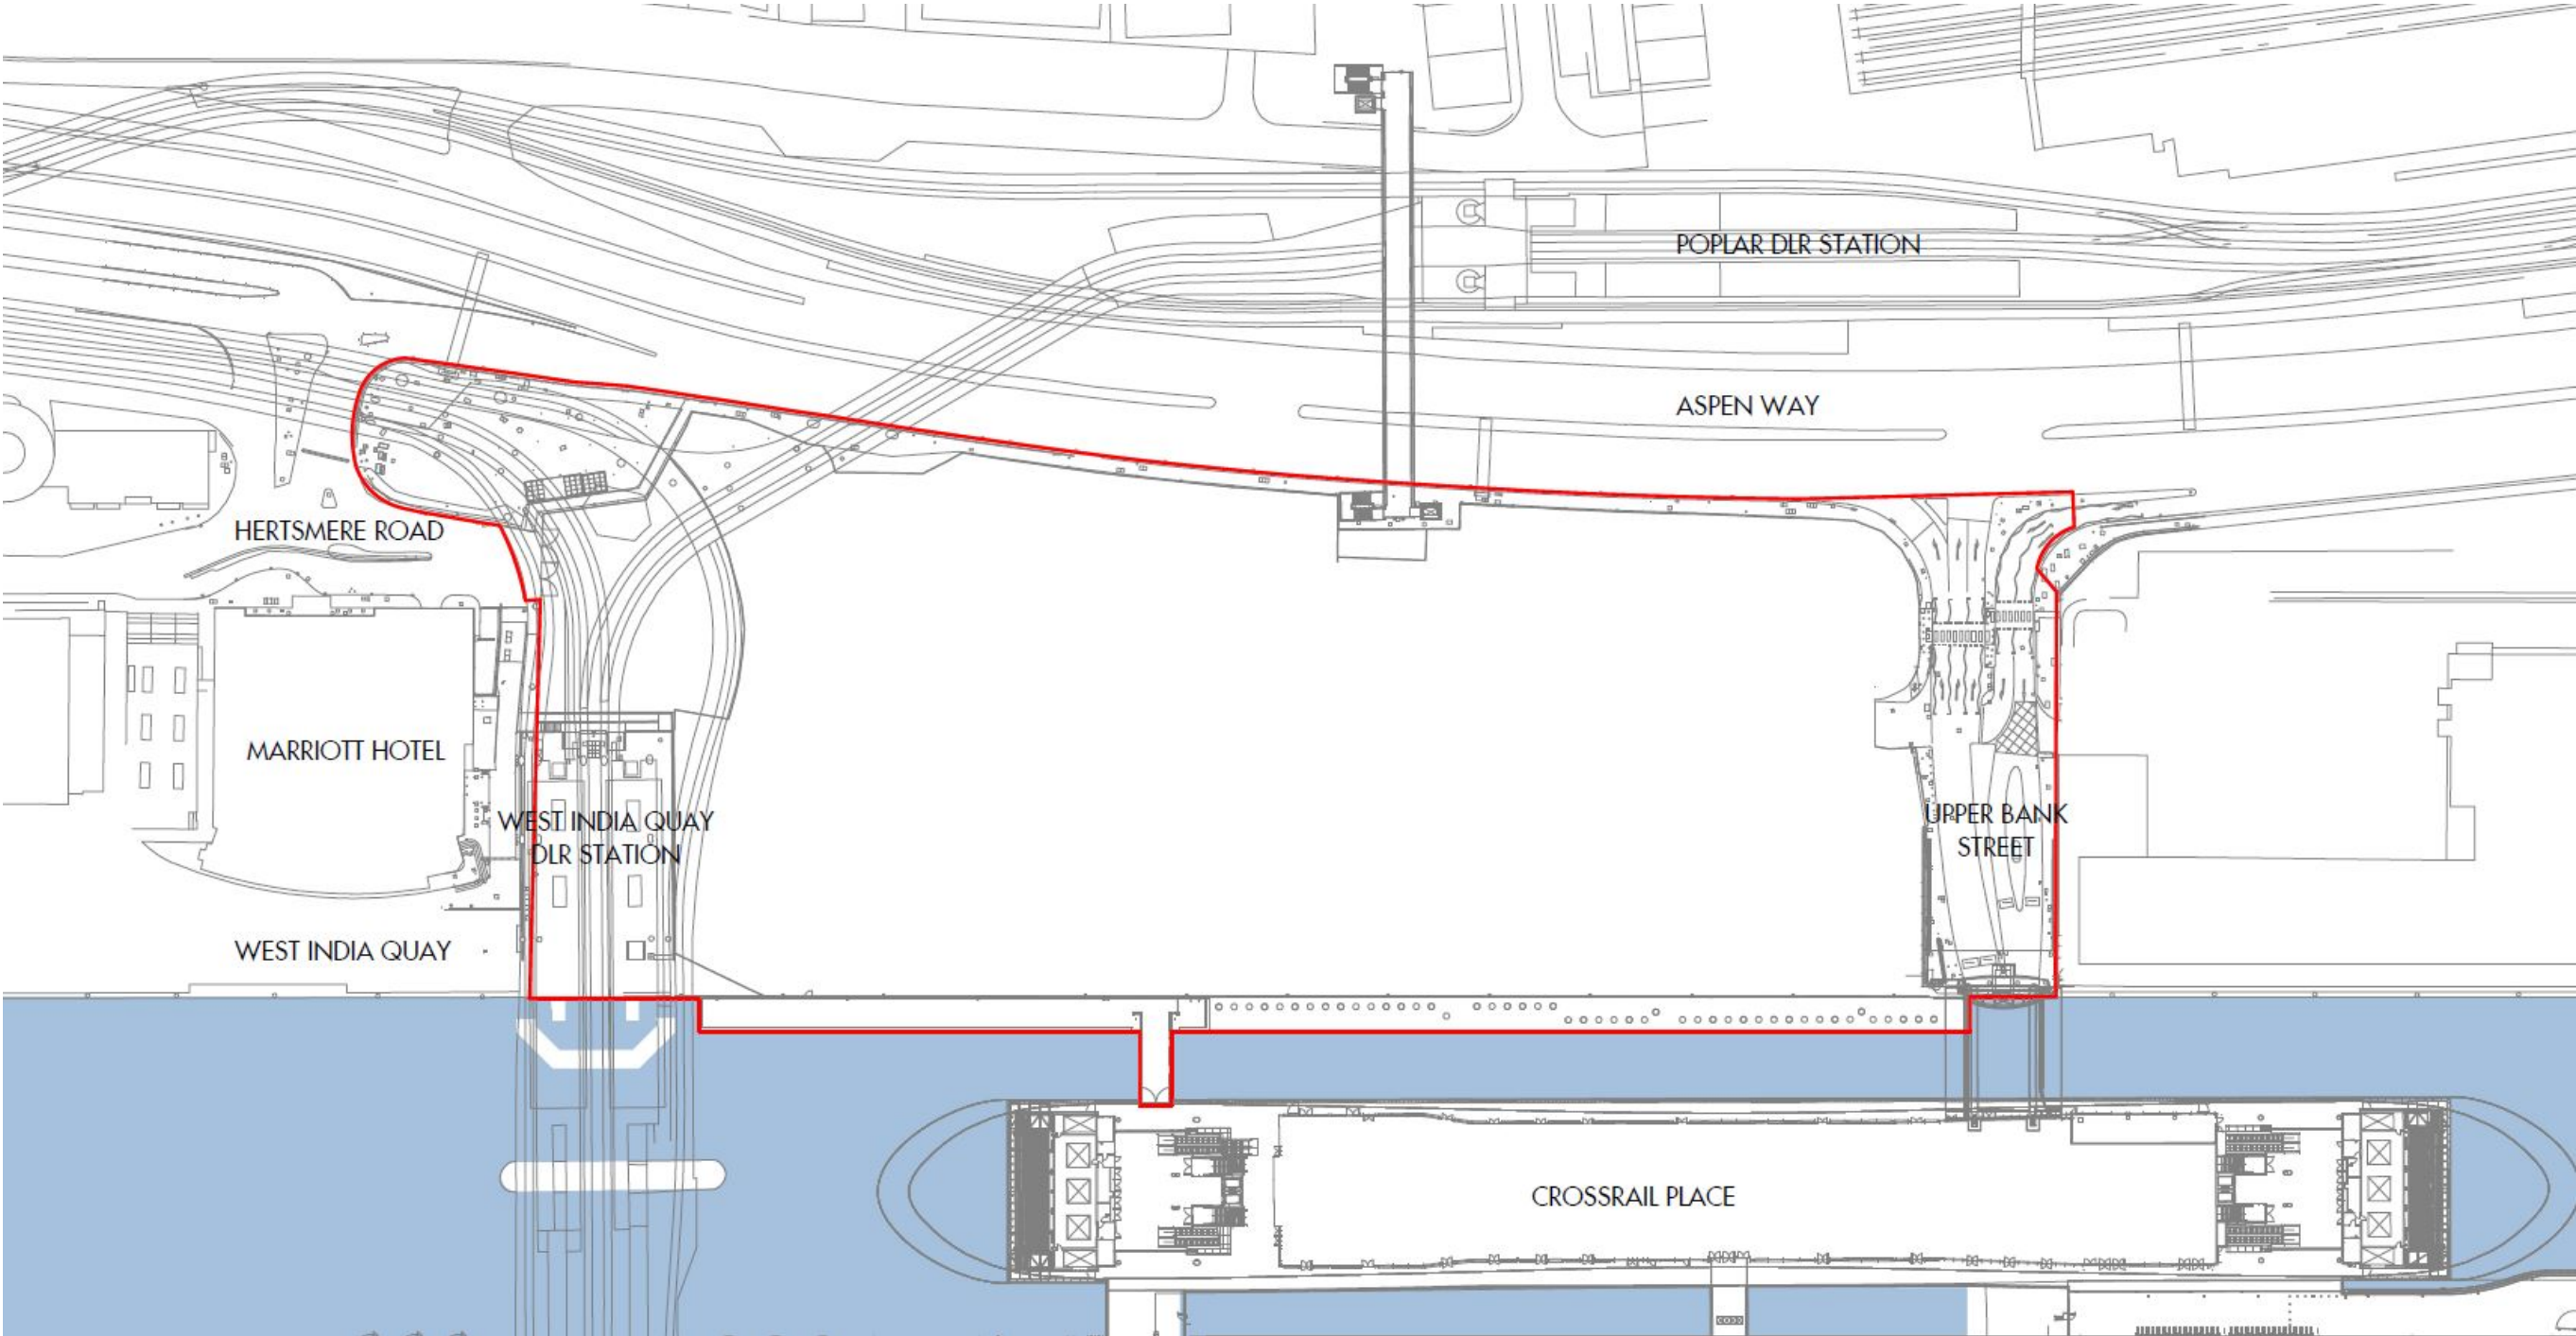 POPLAR DLR STATION
ASPEN WAY
HERTSMERE ROAD
MARRIOTT HOTEL
WEST INDIA QUAY
DLR STATION
UPPER BANK
STREET
WEST INDIA QUAY
CROSSRAIL PLACE